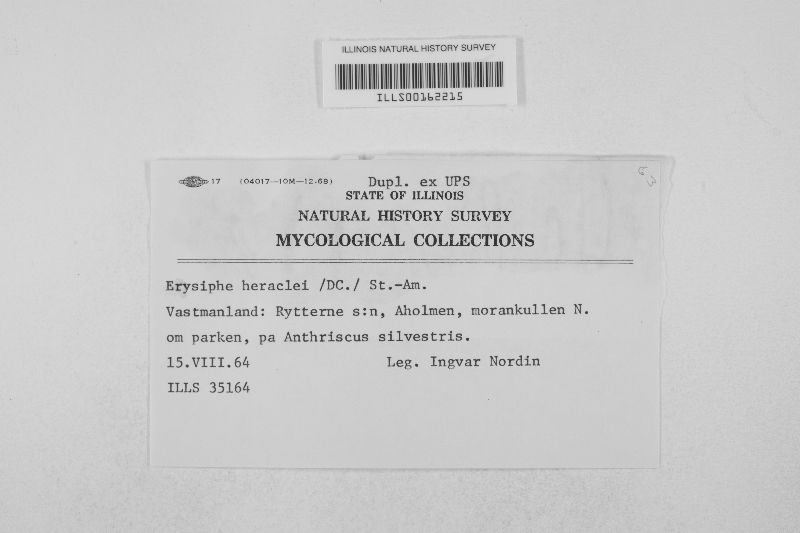 ILLINOIS NATURAL HISTORY SURVEY
ILLS00162215
17 (04017—10M—12-68) Dupl. ex UPS
STATE OF ILLINOIS
NATURAL HISTORY SURVEY
MYCOLOGICAL COLLECTIONS
Erysiphe heraclei /DC./ St.-Am.
Vastmanland: Rytterne s:n, Aholmen, morankullen N.
om parken, pa Anthriscus silvestris.
15.VIII.64 Leg. Ingvar Nordin
ILLS 35164